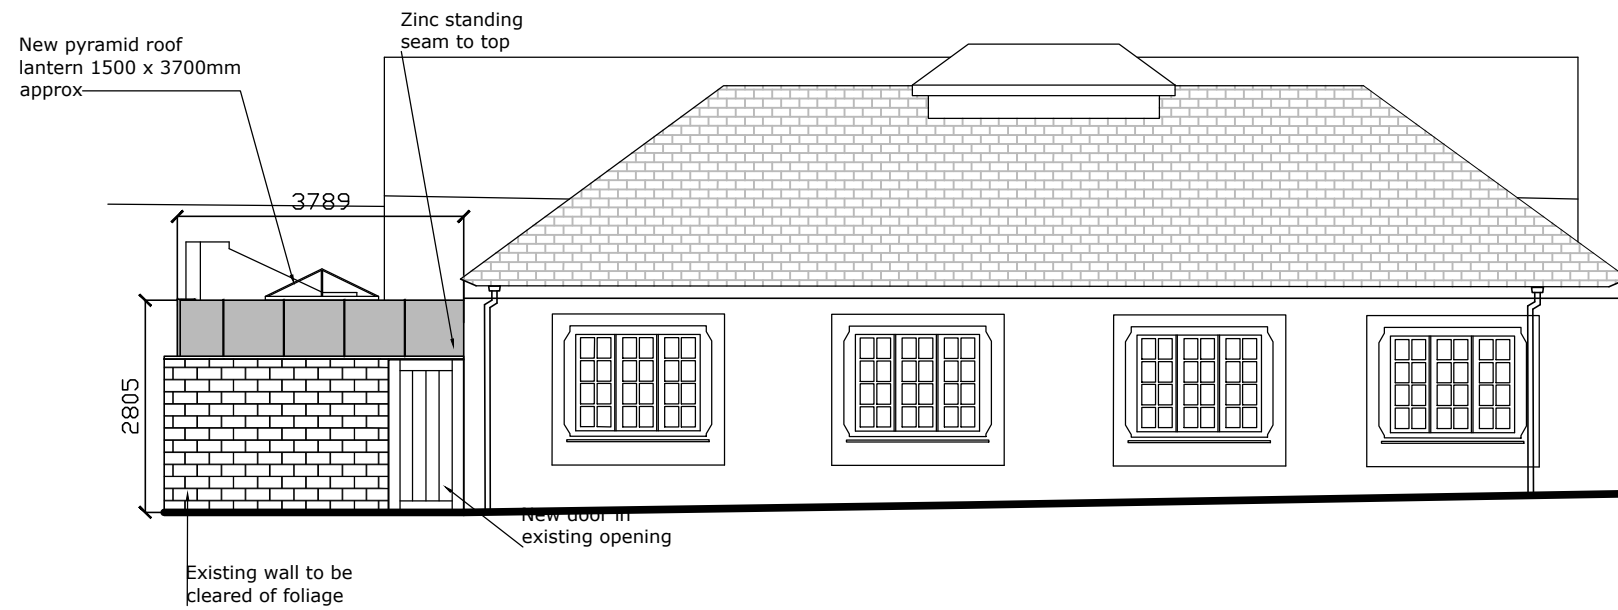 Zinc standing
seam to top
New pyramid roof
lantern 1500 x 3700mm
approx
3789
2805
New door in
existing opening
Existing wall to be
cleared of foliage